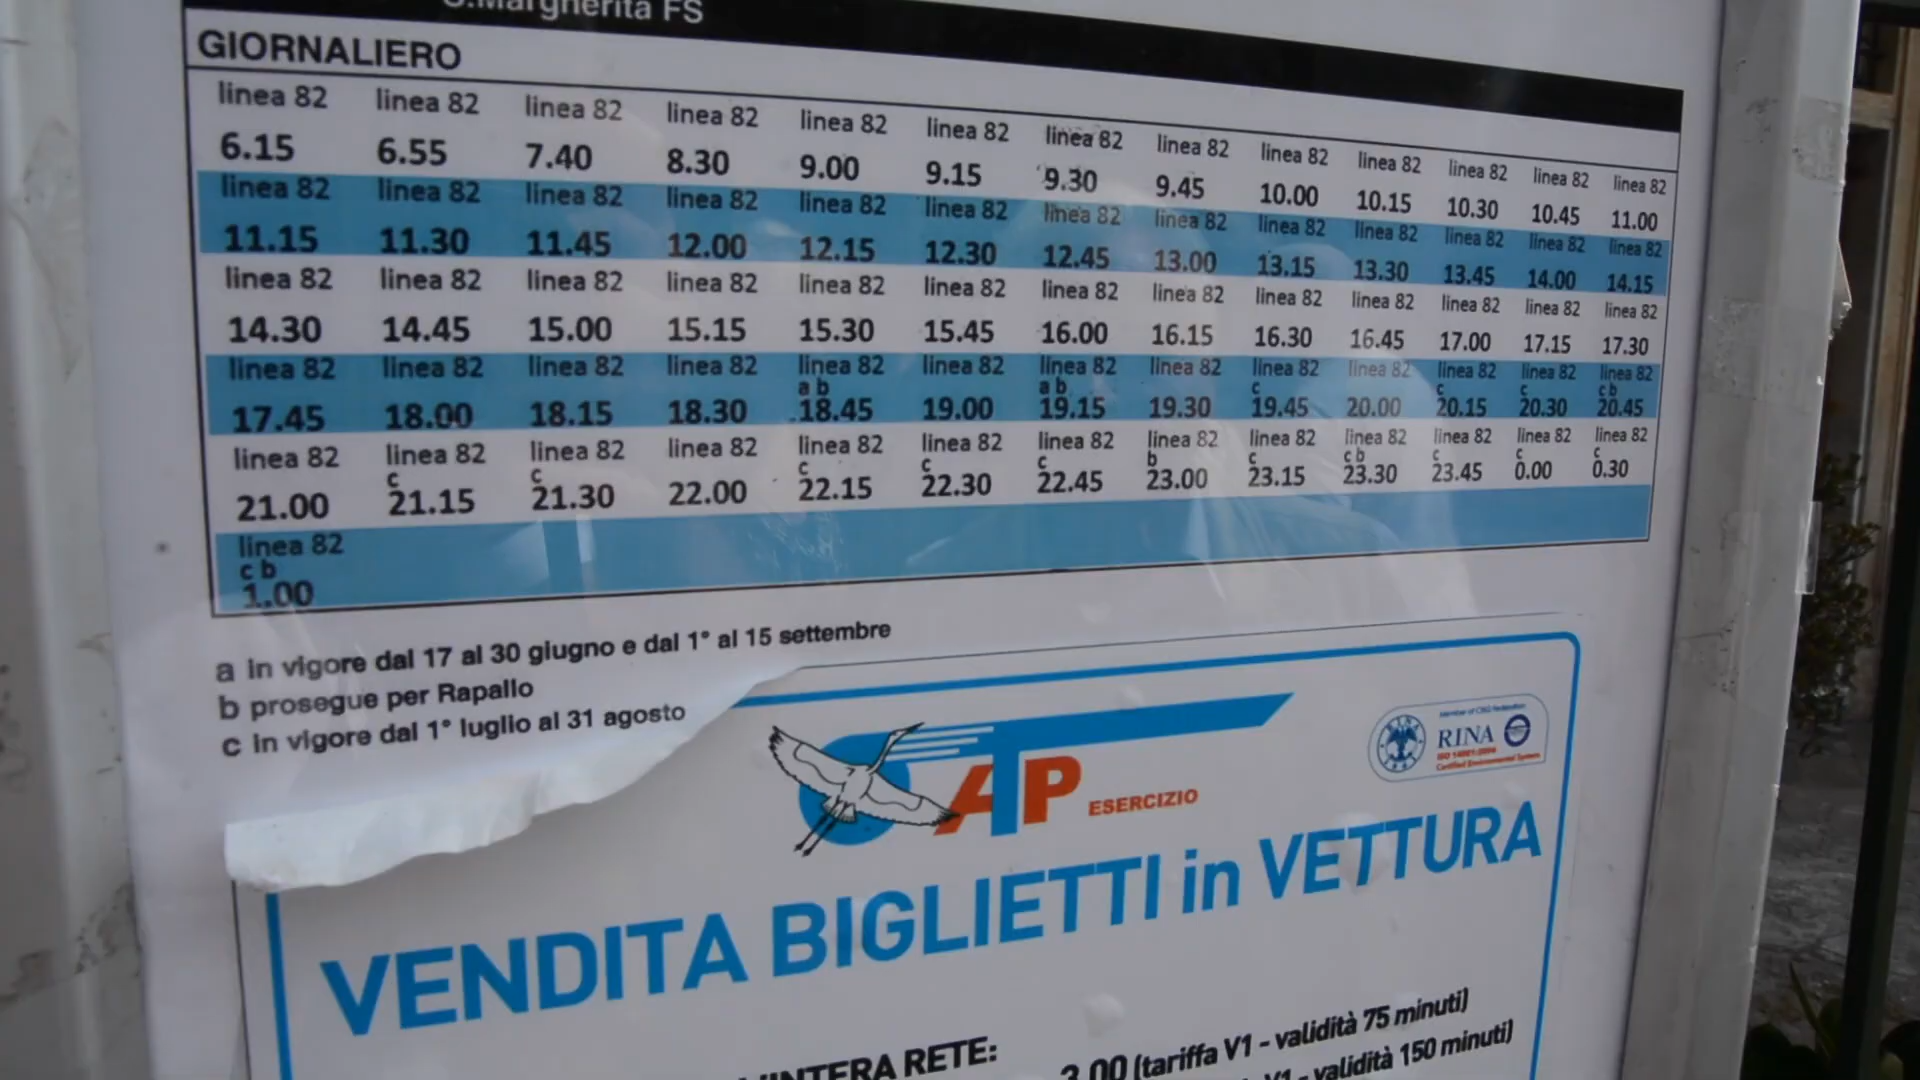 S.Margherita FS
GIORNALIERO
linea 82 linea 82 linea 82 linea 82 linea 82 linea 82 linea 82 linea 82 linea 82 linea 82 linea 82 linea 82 linea 82
6.15 6.55 7.40 8.30 9.00 9.15 9.30 9.45 10.00 10.15 10.30 10.45 11.00
linea 82 linea 82 linea 82 linea 82 linea 82 linea 82 linea 82 linea 82 linea 82 linea 82 linea 82 linea 82 linea 82
11.15 11.30 11.45 12.00 12.15 12.30 12.45 13.00 13.15 13.30 13.45 14.00 14.15
linea 82 linea 82 linea 82 linea 82 linea 82 linea 82 linea 82 linea 82 linea 82 linea 82 linea 82 linea 82 linea 82
14.30 14.45 15.00 15.15 15.30 15.45 16.00 16.15 16.30 16.45 17.00 17.15 17.30
linea 82 linea 82 linea 82 linea 82 linea 82 linea 82 linea 82 linea 82 linea 82 linea 82 linea 82 linea 82 linea 82
a b a b c c c c b
17.45 18.00 18.15 18.30 18.45 19.00 19.15 19.30 19.45 20.00 20.15 20.30 20.45
linea 82 linea 82 linea 82 linea 82 linea 82 linea 82 linea 82 linea 82 linea 82 linea 82 linea 82 linea 82 linea 82
c c c c c b c c b c c c
21.00 21.15 21.30 22.00 22.15 22.30 22.45 23.00 23.15 23.30 23.45 0.00 0.30
linea 82
c b
1.00
a in vigore dal 17 al 30 giugno e dal 1° al 15 settembre
b prosegue per Rapallo
c in vigore dal 1° luglio al 31 agosto
ATP ESERCIZIO
Member of CISQ Federation
RINA
ISO 14001:2004
Certified Environmental System
VENDITA BIGLIETTI in VETTURA
INTERA RETE:
2,00 (tariffa V1 - validità 75 minuti)
V1 - validità 150 minuti)